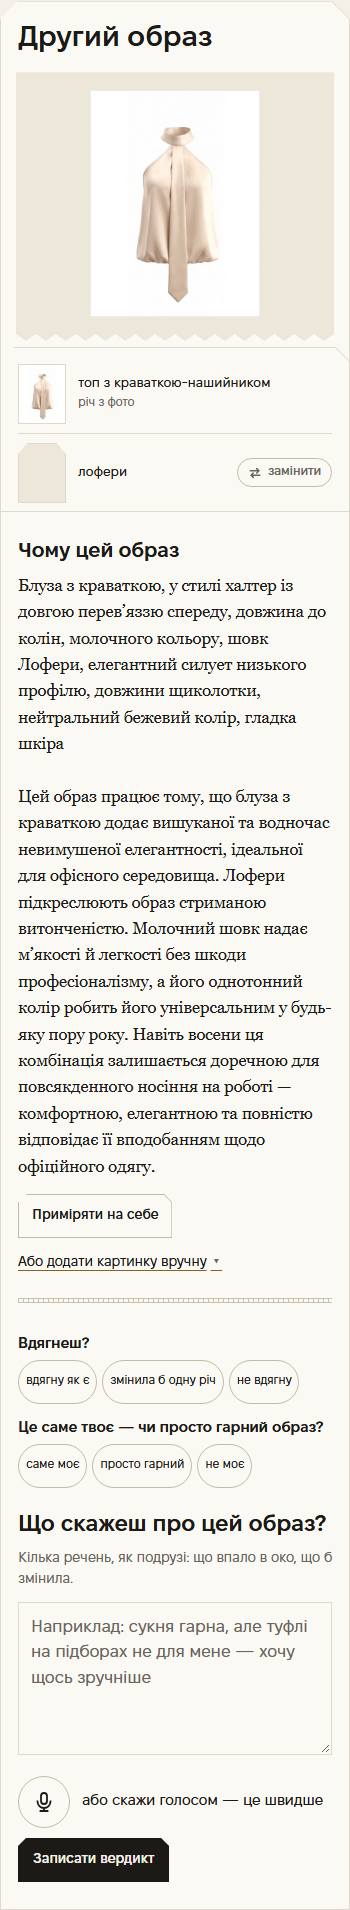 Другий образ
топ з краваткою-нашийником
річ з фото
лофери
замінити
Чому цей образ
Блуза з краваткою, у стилі халтер із
довгою перев’яззю спереду, довжина до
колін, молочного кольору, шовк
Лофери, елегантний силует низького
профілю, довжини щиколотки,
нейтральний бежевий колір, гладка
шкіра
Цей образ працює тому, що блуза з
краваткою додає вишуканої та водночас
невимушеної елегантності, ідеальної
для офісного середовища. Лофери
підкреслюють образ стриманою
витонченістю. Молочний шовк надає
м’якості й легкості без шкоди
професіоналізму, а його однотонний
колір робить його універсальним у будь-
яку пору року. Навіть восени ця
комбінація залишається доречною для
повсякденного носіння на роботі —
комфортною, елегантною та повністю
відповідає її вподобанням щодо
офіційного одягу.
Приміряти на себе
Або додати картинку вручну
Вдягнеш?
вдягну як є
змінила б одну річ
не вдягну
Це саме твоє — чи просто гарний образ?
саме моє
просто гарний
не моє
Що скажеш про цей образ?
Кілька речень, як подрузі: що впало в око, що б
змінила.
Наприклад: сукня гарна, але туфлі
на підборах не для мене — хочу
щось зручніше
або скажи голосом — це швидше
Записати вердикт